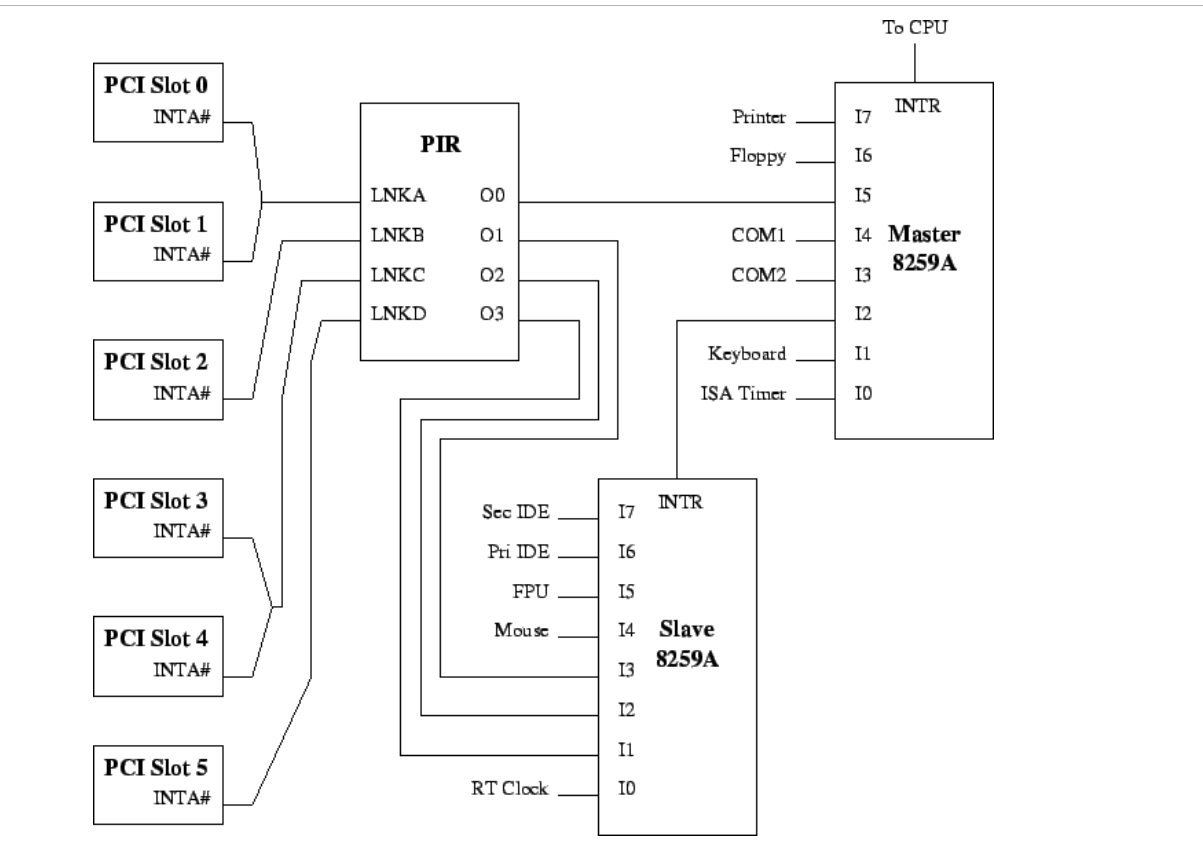 To CPU
PCI Slot 0
INTA#
PCI Slot 1
INTA#
PCI Slot 2
INTA#
PCI Slot 3
INTA#
PCI Slot 4
INTA#
PCI Slot 5
INTA#
PIR
LNKA O0
LNKB O1
LNKC O2
LNKD O3
INTR
Printer I7
Floppy I6
I5
COM1 I4
COM2 I3
I2
Keyboard I1
ISA Timer I0
Master
8259A
INTR
Sec IDE I7
Pri IDE I6
FPU I5
Mouse I4
I3
I2
I1
RT Clock I0
Slave
8259A